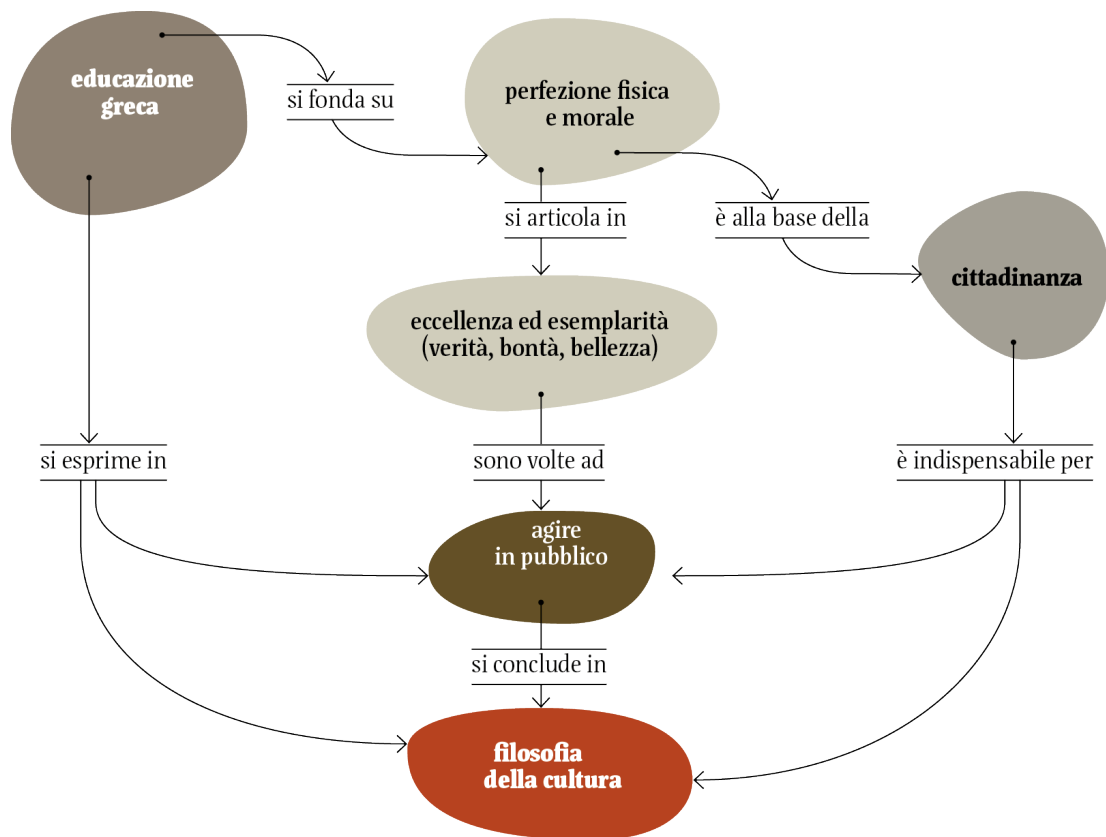 educazione
greca
si fonda su
perfezione fisica
e morale
si articola in
è alla base della
cittadinanza
eccellenza ed esemplarità
(verità, bontà, bellezza)
si esprime in
sono volte ad
è indispensabile per
agire
in pubblico
si conclude in
filosofia
della cultura